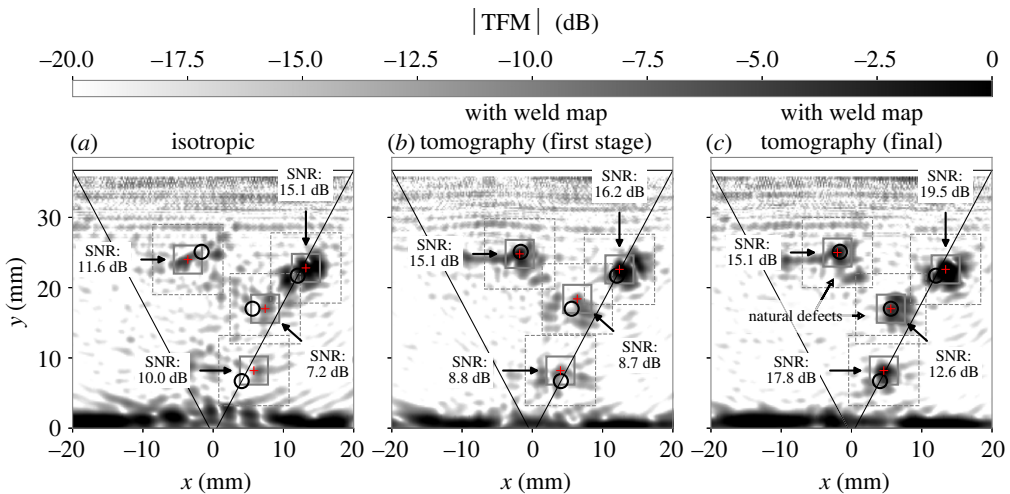 |TFM| (dB)
−20.0 −17.5 −15.0 −12.5 −10.0 −7.5 −5.0 −2.5 0
(a) isotropic
(b) with weld map
tomography (first stage)
(c) with weld map
tomography (final)
SNR:
15.1 dB
SNR:
11.6 dB
SNR:
10.0 dB
SNR:
7.2 dB
SNR:
16.2 dB
SNR:
15.1 dB
SNR:
8.8 dB
SNR:
8.7 dB
SNR:
19.5 dB
SNR:
15.1 dB
natural defects
SNR:
17.8 dB
SNR:
12.6 dB
y (mm)
30
20
10
0
−20 −10 0 10 20
−20 −10 0 10 20
−20 −10 0 10 20
x (mm)
x (mm)
x (mm)